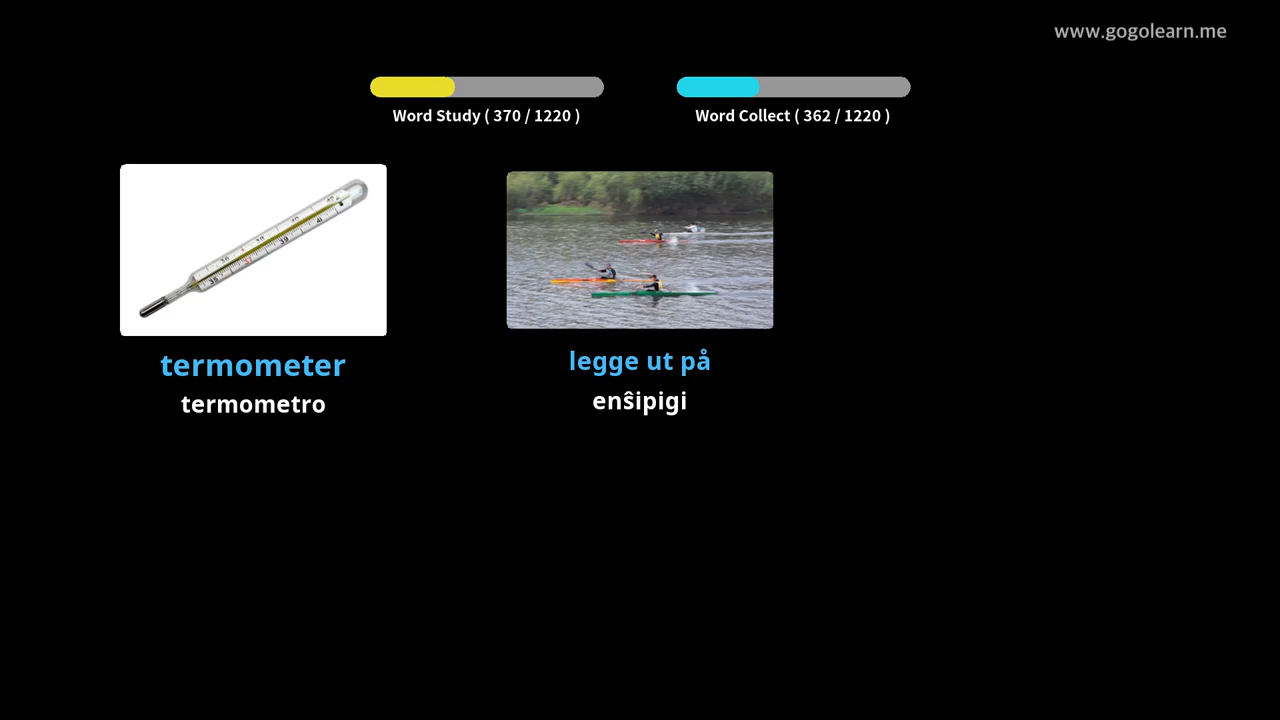 www.gogolearn.me
Word Study ( 370 / 1220 )
Word Collect ( 362 / 1220 )
termometer
termometro
legge ut på
enŝipigi